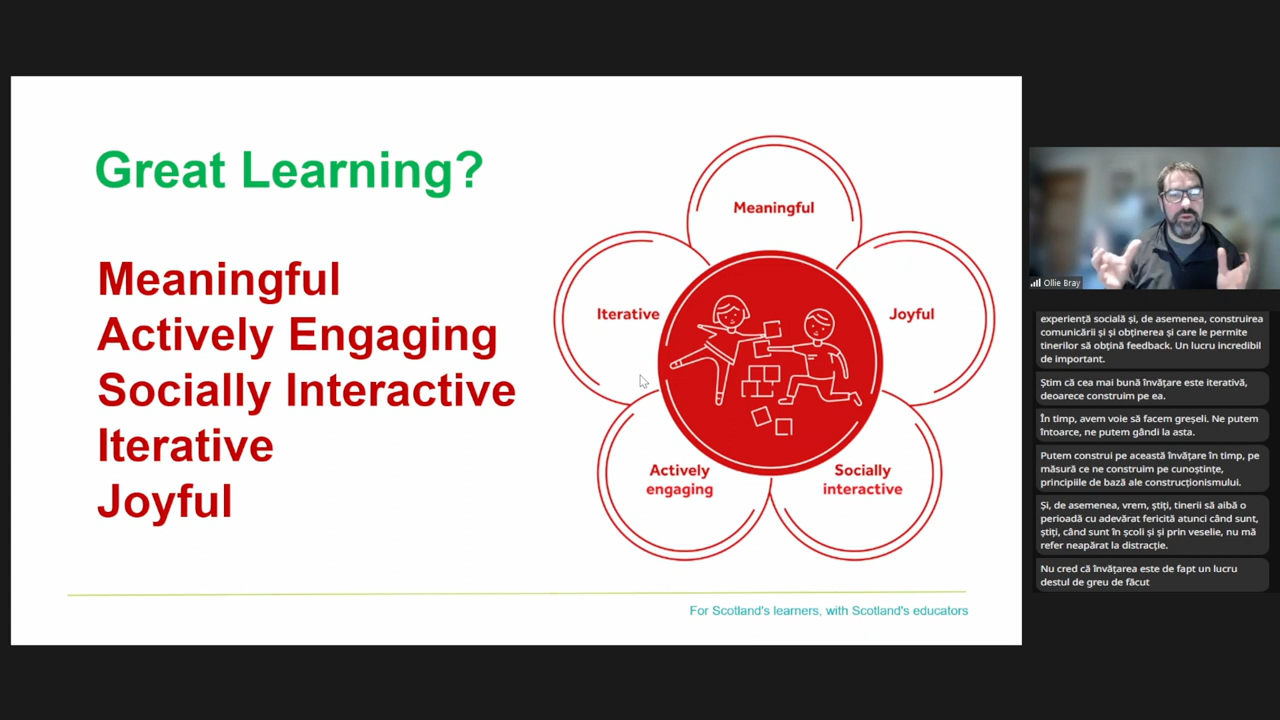 Great Learning?
Meaningful
Actively Engaging
Socially Interactive
Iterative
Joyful
Meaningful
Iterative
Joyful
Actively
engaging
Socially
interactive
For Scotland's learners, with Scotland's educators
Ollie Bray
experiență socială și, de asemenea, construirea
comunicării și și obținerea și care le permite
tinerilor să obțină feedback. Un lucru incredibil
de important.
Știm că cea mai bună învățare este iterativă,
deoarece construim pe ea.
În timp, avem voie să facem greșeli. Ne putem
întoarce, ne putem gândi la asta.
Putem construi pe această învățare în timp, pe
măsură ce ne construim pe cunoștințe,
principiile de bază ale construcționismului.
Și, de asemenea, vrem, știți, tinerii să aibă o
perioadă cu adevărat fericită atunci când sunt,
știți, când sunt în școli și și prin veselie, nu mă
refer neapărat la distracție.
Nu cred că învățarea este de fapt un lucru
destul de greu de făcut